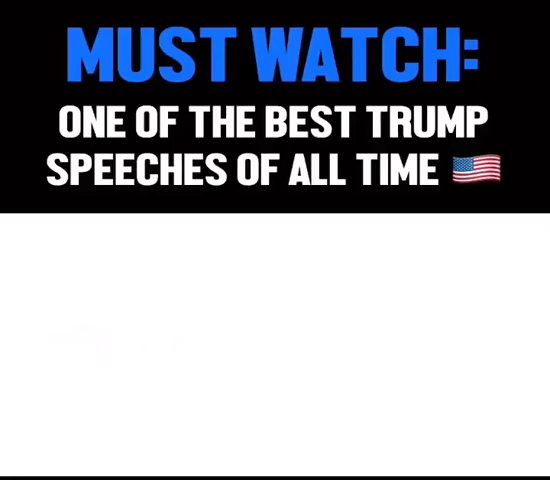 MUST WATCH:
ONE OF THE BEST TRUMP
SPEECHES OF ALL TIME 🇺🇸